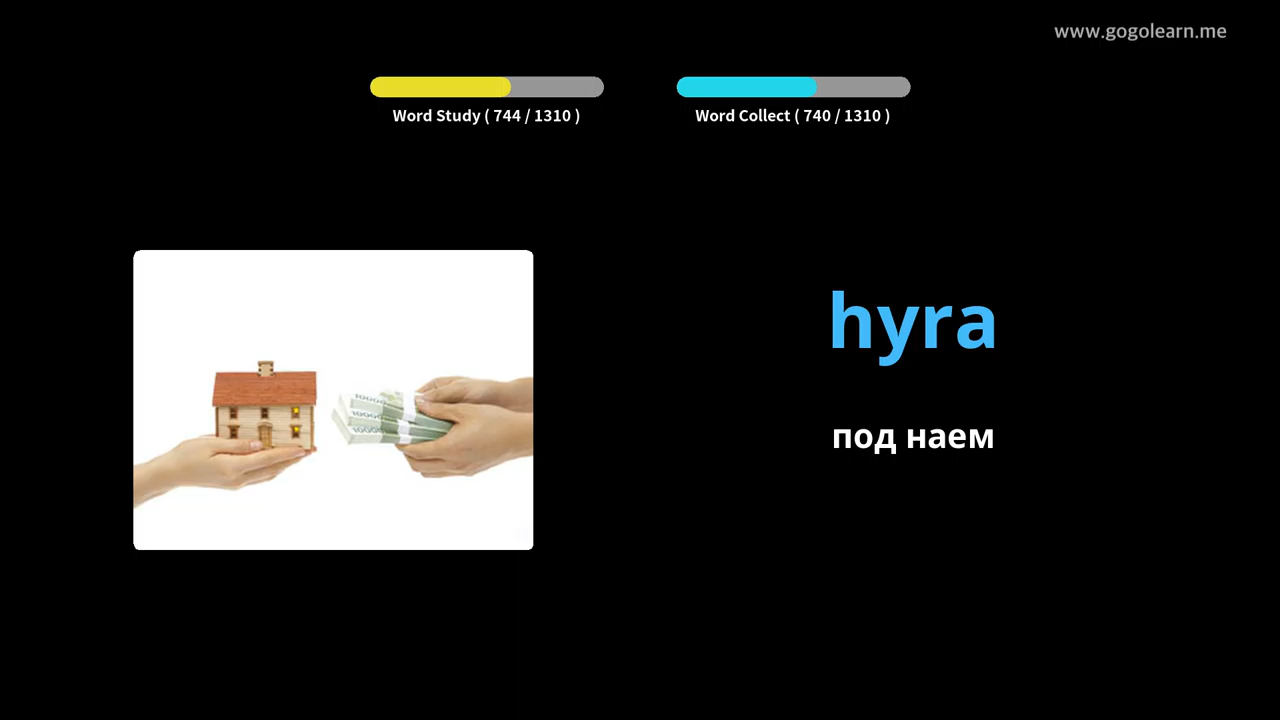 www.gogolearn.me
Word Study ( 744 / 1310 )
Word Collect ( 740 / 1310 )
hyra
под наем